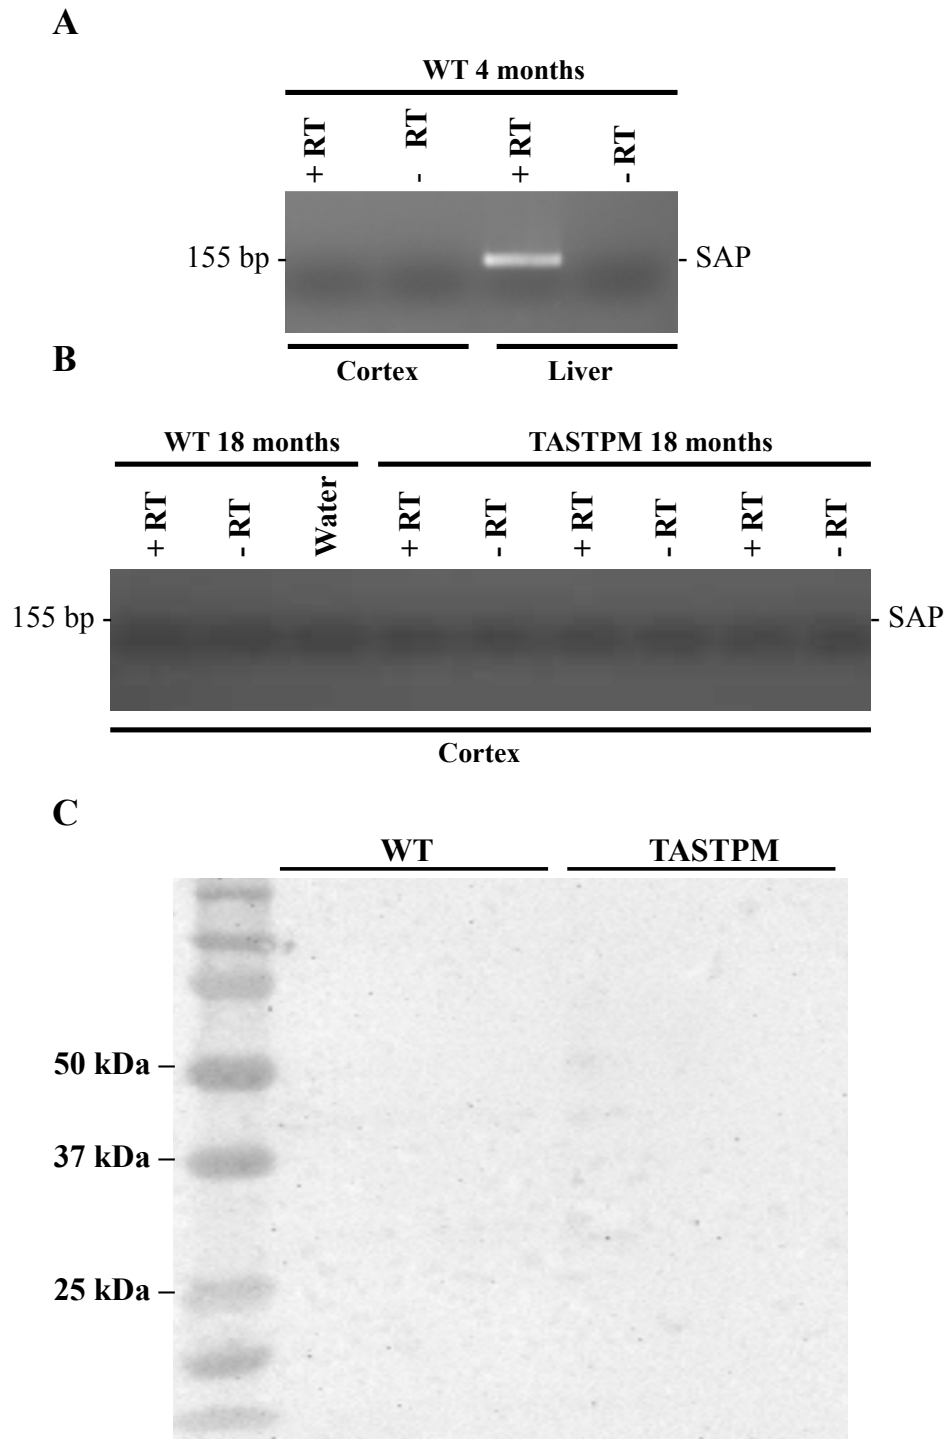 A
WT 4 months
+ RT
- RT
+ RT
- RT
155 bp -
- SAP
Cortex
Liver
B
WT 18 months
TASTPM 18 months
+ RT
- RT
Water
+ RT
- RT
+ RT
- RT
+ RT
- RT
155 bp -
- SAP
Cortex
C
WT
TASTPM
50 kDa –
37 kDa –
25 kDa –